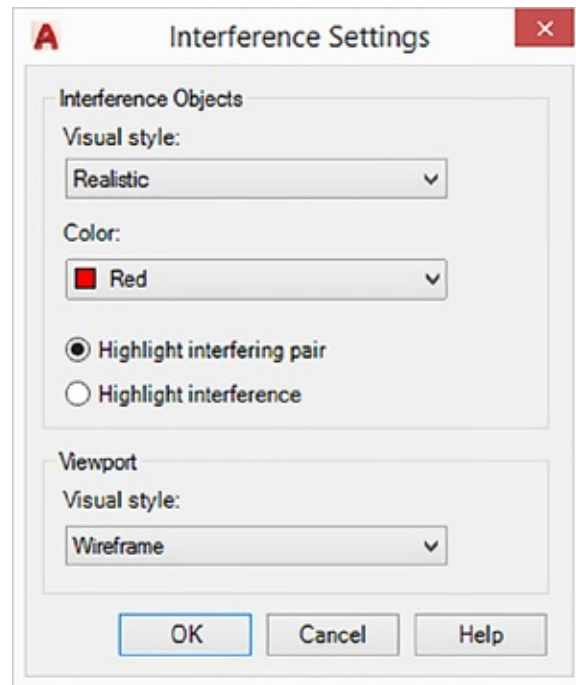 Interference Settings
Interference Objects
Visual style:
Realistic
Color:
Red
Highlight interfering pair
Highlight interference
Viewport
Visual style:
Wireframe
OK Cancel Help